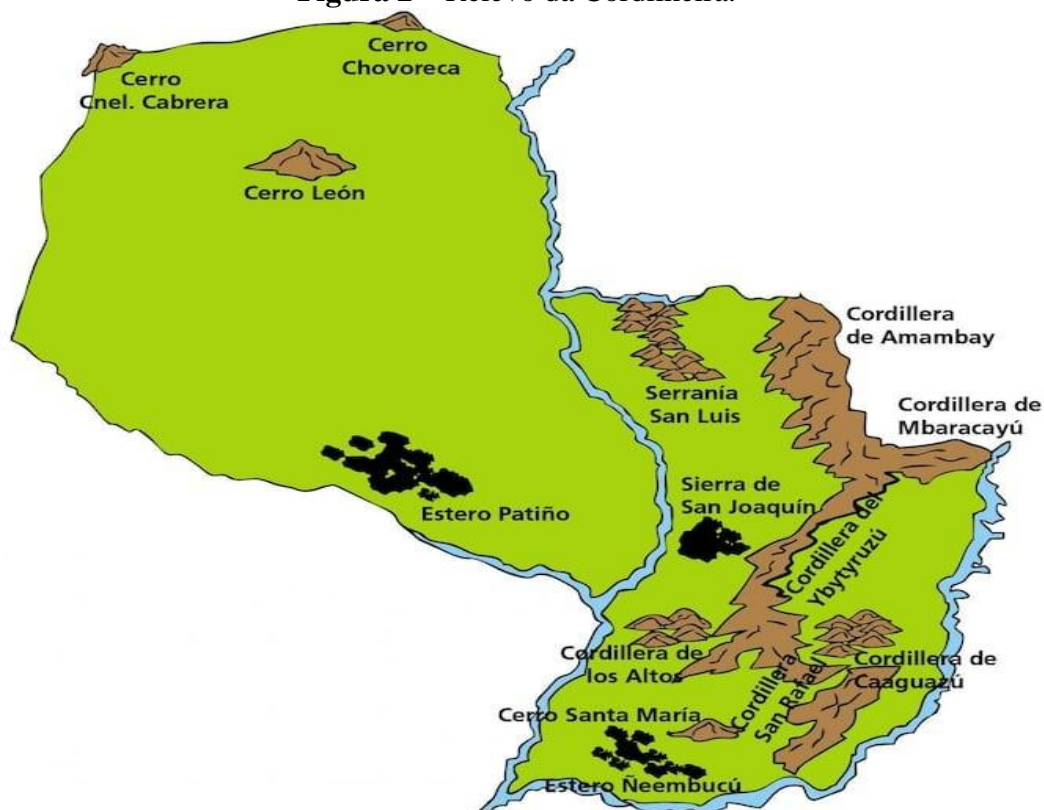 Cerro
Chovoreca
Cerro
Cnel. Cabrera
Cerro León
Cordillera
de Amambay
Serranía
San Luis
Cordillera de
Mbaracayú
Sierra de
San Joaquín
Estero Patiño
Cordillera del
Ybytyruzú
Cordillera de
los Altos
Cordillera
San Rafael
Cordillera de
Caaguazú
Cerro Santa María
Estero Ñeembucú